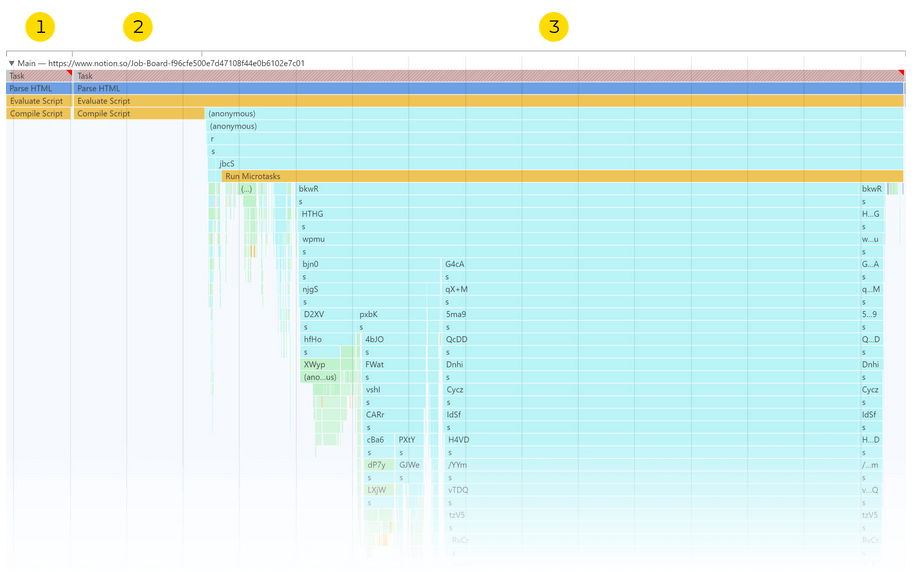 1 2 3
▼ Main — https://www.notion.so/Job-Board-f96cfe500e7d47108f44e0b6102e7c01
Task Task
Parse HTML Parse HTML
Evaluate Script Evaluate Script
Compile Script Compile Script (anonymous)
(anonymous)
r
s
jbcS
Run Microtasks
(...) bkwR bkwR
s s
HTHG H...G
s s
wpmu w...u
s s
bjn0 G4cA G...A
s s s
njgS qX+M q...M
s s s
D2XV pxbK 5ma9 5...9
s s s s
hfHo 4bJO QcDD Q...D
s s s s
XWyp FWat Dnhi Dnhi
(ano...us) s s s
vshI Cycz Cycz
s s s
CARr IdSf IdSf
s s s
cBa6 PXtY H4VD H...D
s s s s
dP7y GJWe /YYm /...m
s s s s
LXjW vTDQ v...Q
s s s
tzV5 tzV5
s s
RvCr RvCr